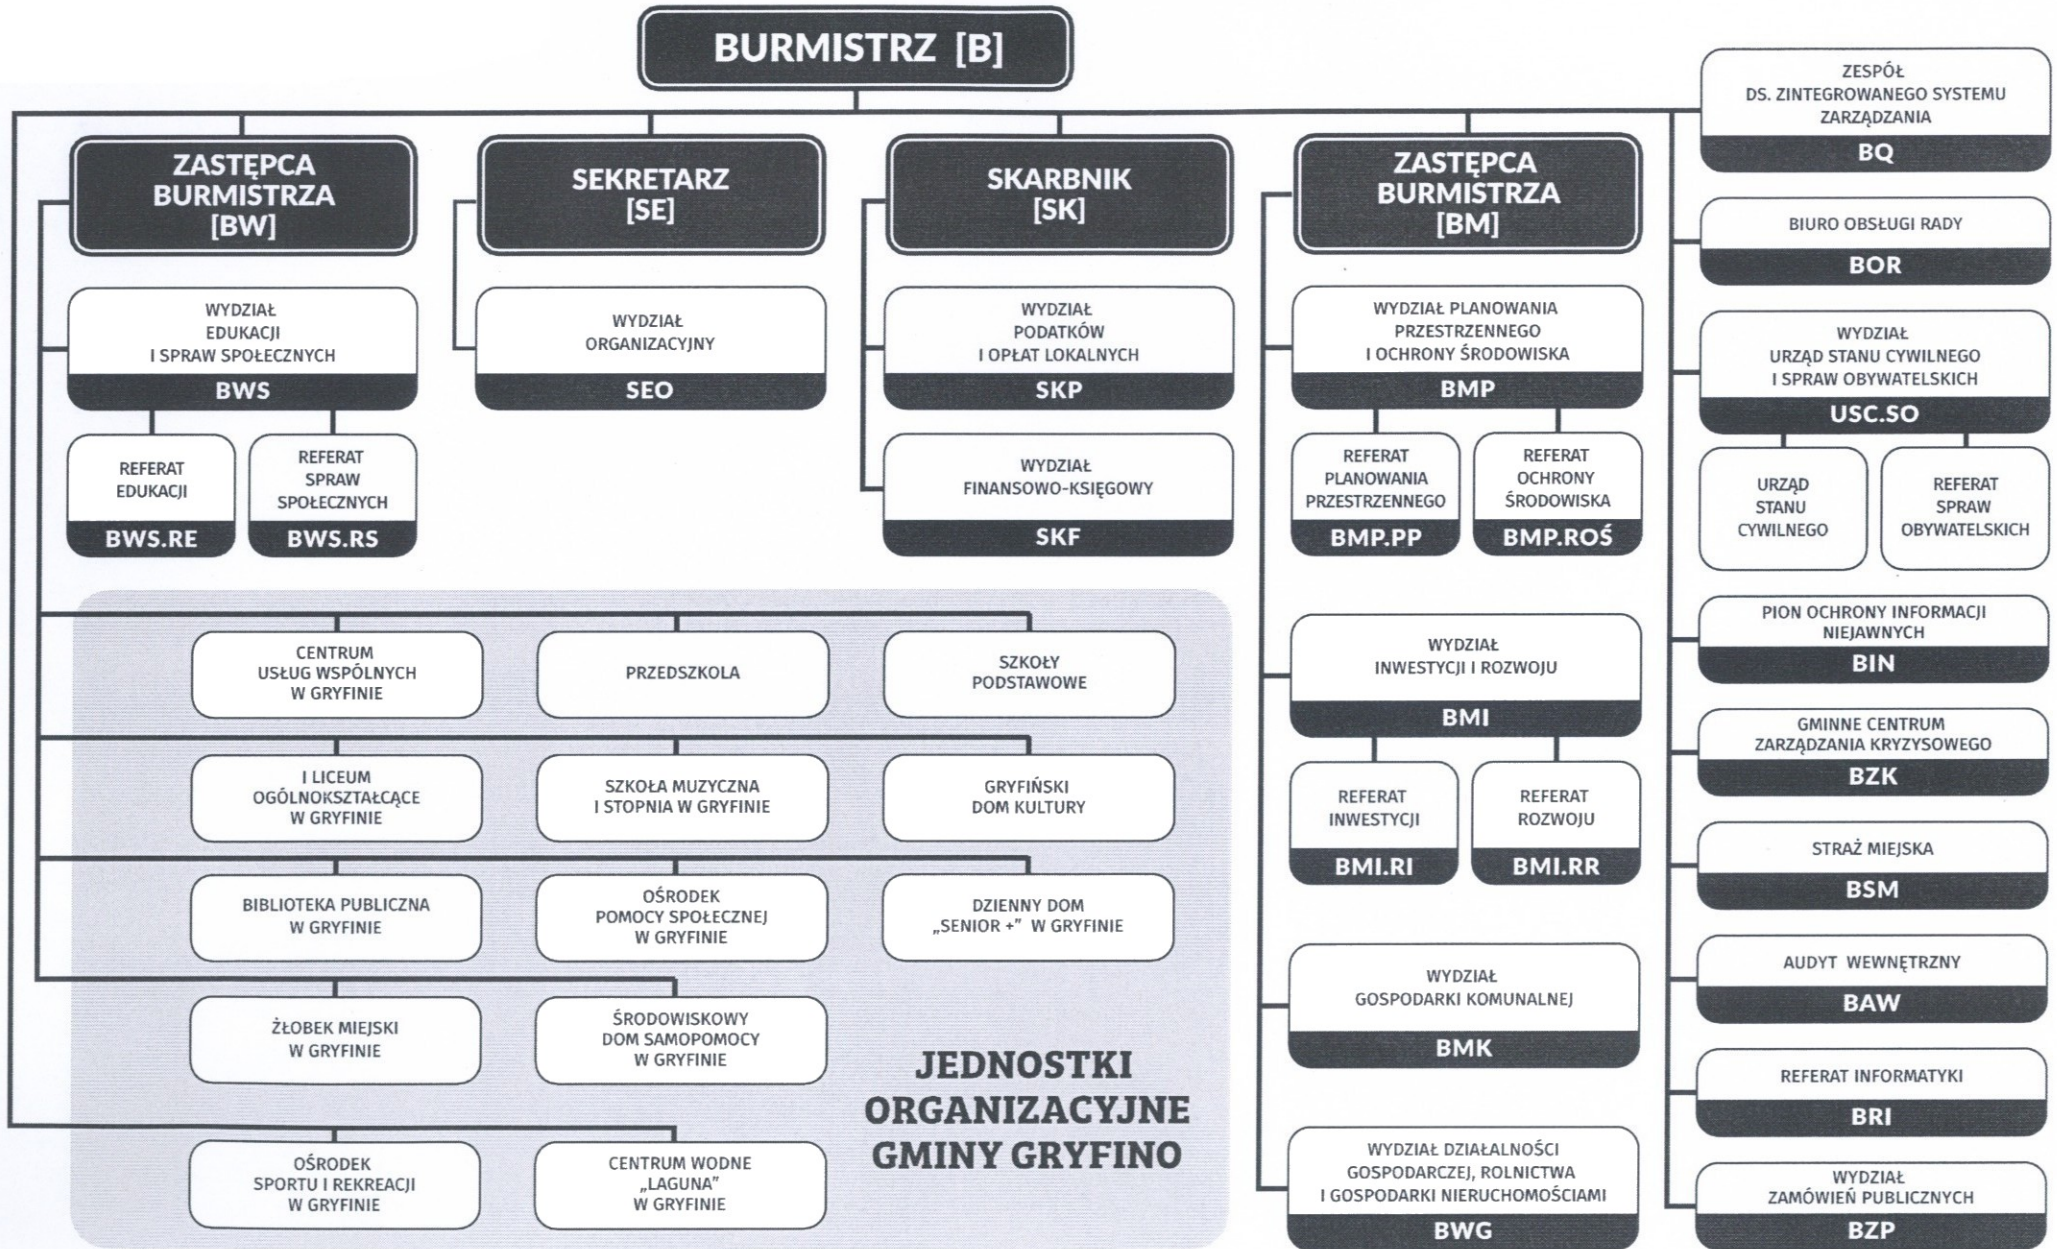 BURMISTRZ [B]
ZASTĘPCA
BURMISTRZA
[BW]
WYDZIAŁ
EDUKACJI
I SPRAW SPOŁECZNYCH
BWS
REFERAT
EDUKACJI
BWS.RE
REFERAT
SPRAW
SPOŁECZNYCH
BWS.RS
SEKRETARZ
[SE]
WYDZIAŁ
ORGANIZACYJNY
SEO
SKARBNIK
[SK]
WYDZIAŁ
PODATKÓW
I OPŁAT LOKALNYCH
SKP
WYDZIAŁ
FINANSOWO-KSIĘGOWY
SKF
ZASTĘPCA
BURMISTRZA
[BM]
WYDZIAŁ PLANOWANIA
PRZESTRZENNEGO
I OCHRONY ŚRODOWISKA
BMP
REFERAT
PLANOWANIA
PRZESTRZENNEGO
BMP.PP
REFERAT
OCHRONY
ŚRODOWISKA
BMP.ROŚ
WYDZIAŁ
INWESTYCJI I ROZWOJU
BMI
REFERAT
INWESTYCJI
BMI.RI
REFERAT
ROZWOJU
BMI.RR
WYDZIAŁ
GOSPODARKI KOMUNALNEJ
BMK
WYDZIAŁ DZIAŁALNOŚCI
GOSPODARCZEJ, ROLNICTWA
I GOSPODARKI NIERUCHOMOŚCIAMI
BWG
ZESPÓŁ
DS. ZINTEGROWANEGO SYSTEMU
ZARZĄDZANIA
BQ
BIURO OBSŁUGI RADY
BOR
WYDZIAŁ
URZĄD STANU CYWILNEGO
I SPRAW OBYWATELSKICH
USC.SO
URZĄD
STANU
CYWILNEGO
REFERAT
SPRAW
OBYWATELSKICH
PION OCHRONY INFORMACJI
NIEJAWNYCH
BIN
GMINNE CENTRUM
ZARZĄDZANIA KRYZYSOWEGO
BZK
STRAŻ MIEJSKA
BSM
AUDYT WEWNĘTRZNY
BAW
REFERAT INFORMATYKI
BRI
WYDZIAŁ
ZAMÓWIEŃ PUBLICZNYCH
BZP
CENTRUM
USŁUG WSPÓLNYCH
W GRYFINIE
PRZEDSZKOLA
SZKOŁY
PODSTAWOWE
I LICEUM
OGÓLNOKSZTAŁCĄCE
W GRYFINIE
SZKOŁA MUZYCZNA
I STOPNIA W GRYFINIE
GRYFIŃSKI
DOM KULTURY
BIBLIOTEKA PUBLICZNA
W GRYFINIE
OŚRODEK
POMOCY SPOŁECZNEJ
W GRYFINIE
DZIENNY DOM
„SENIOR +” W GRYFINIE
ŻŁOBEK MIEJSKI
W GRYFINIE
ŚRODOWISKOWY
DOM SAMOPOMOCY
W GRYFINIE
OŚRODEK
SPORTU I REKREACJI
W GRYFINIE
CENTRUM WODNE
„LAGUNA”
W GRYFINIE
JEDNOSTKI
ORGANIZACYJNE
GMINY GRYFINO